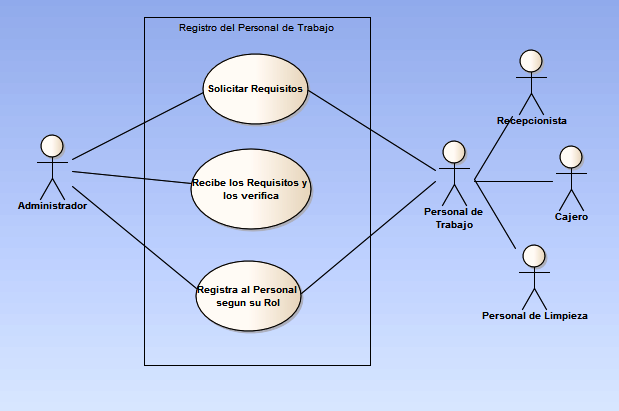 Registro del Personal de Trabajo
Solicitar Requisitos
Recepcionista
Recibe los Requisitos y
los verifica
Administrador
Personal de
Trabajo
Cajero
Registra al Personal
segun su Rol
Personal de Limpieza